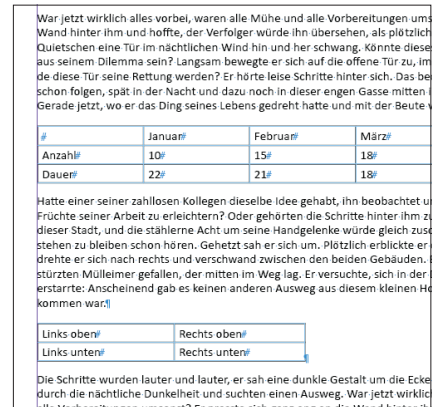 War jetzt wirklich alles vorbei, waren alle Mühe und alle Vorbereitungen ums
Wand hinter ihm und hoffte, der Verfolger würde ihn übersehen, als plötzlich
Quietschen eine Tür im nächtlichen Wind hin und her schwang. Könnte diese
aus seinem Dilemma sein? Langsam bewegte er sich auf die offene Tür zu, im
de diese Tür seine Rettung werden? Er hörte leise Schritte hinter sich. Das be
schon folgen, spät in der Nacht und dazu noch in dieser engen Gasse mitten i
Gerade jetzt, wo er das Ding seines Lebens gedreht hatte und mit der Beute
# Januar# Februar# März#
Anzahl# 10# 15# 18#
Dauer# 22# 21# 18#
Hatte einer seiner zahllosen Kollegen dieselbe Idee gehabt, ihn beobachtet u
Früchte seiner Arbeit zu erleichtern? Oder gehörten die Schritte hinter ihm zu
dieser Stadt, und die stählerne Acht um seine Handgelenke würde gleich zus
stehen zu bleiben schon hören. Gehetzt sah er sich um. Plötzlich erblickte er
drehte er sich nach rechts und verschwand zwischen den beiden Gebäuden.
stürzten Mülleimer gefallen, der mitten im Weg lag. Er versuchte, sich in der
erstarrte: Anscheinend gab es keinen anderen Ausweg aus diesem kleinen Ho
kommen war.¶
Links oben# Rechts oben#
Links unten# Rechts unten#
¶
Die Schritte wurden lauter und lauter, er sah eine dunkle Gestalt um die Ecke
durch die nächtliche Dunkelheit und suchten einen Ausweg. War jetzt wirklich